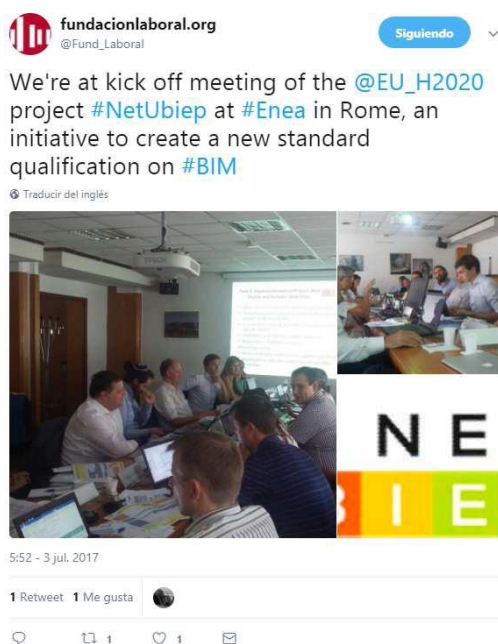 fundacionlaboral.org
@Fund_Laboral
Siguiendo
We're at kick off meeting of the @EU_H2020
project #NetUbiep at #Enea in Rome, an
initiative to create a new standard
qualification on #BIM
Traducir del inglés
EPSON
N E
I E
5:52 - 3 jul. 2017
1 Retweet 1 Me gusta
1 1